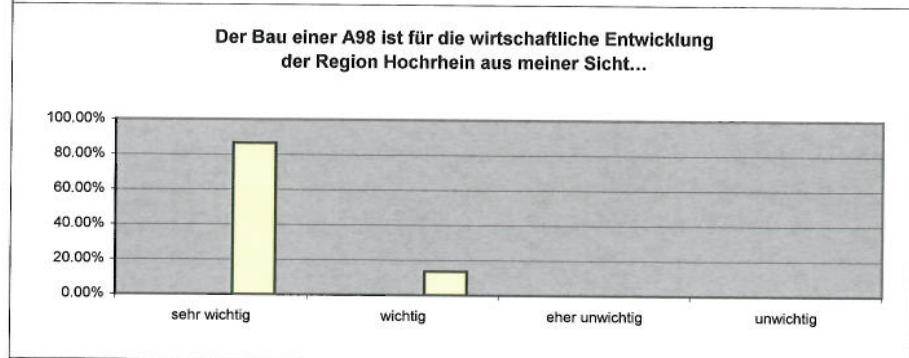 Der Bau einer A98 ist für die wirtschaftliche Entwicklung
der Region Hochrhein aus meiner Sicht...
100.00%
80.00%
60.00%
40.00%
20.00%
0.00%
sehr wichtig
wichtig
eher unwichtig
unwichtig